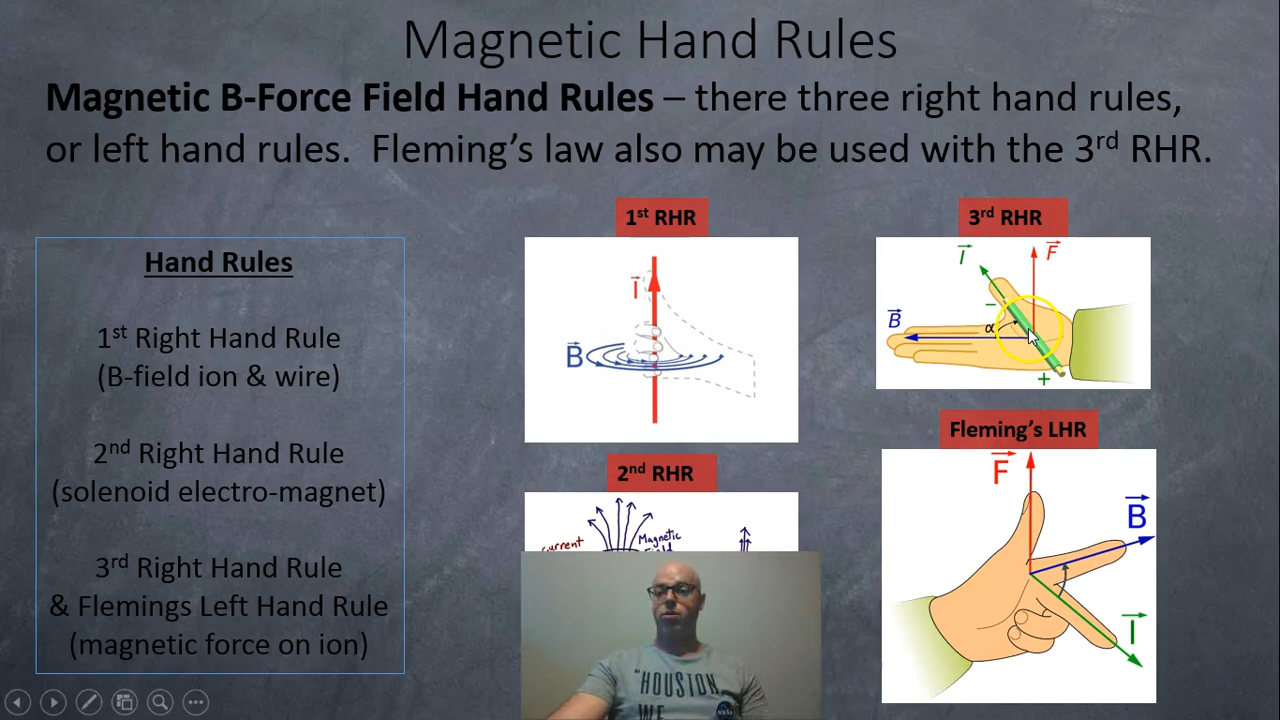 Magnetic Hand Rules
Magnetic B-Force Field Hand Rules – there three right hand rules,
or left hand rules. Fleming's law also may be used with the 3rd RHR.
Hand Rules
1st Right Hand Rule
(B-field ion & wire)
2nd Right Hand Rule
(solenoid electro-magnet)
3rd Right Hand Rule
& Flemings Left Hand Rule
(magnetic force on ion)
1st RHR
I
B
2nd RHR
current
Magnetic
Field
"HOUSTON
WE
NASA
3rd RHR
I
F
B
−
α
+
Fleming's LHR
F
B
I